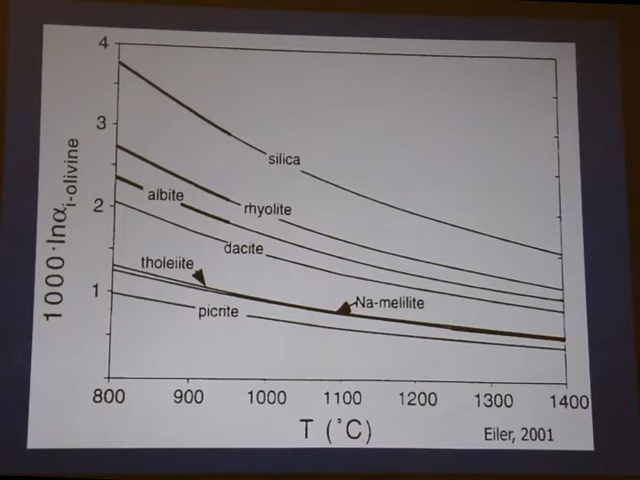 4
3
2
1
1000·lnα i-olivine
silica
rhyolite
albite
dacite
tholeiite
Na-melilite
picrite
800 900 1000 1100 1200 1300 1400
T (˚C)
Eiler, 2001